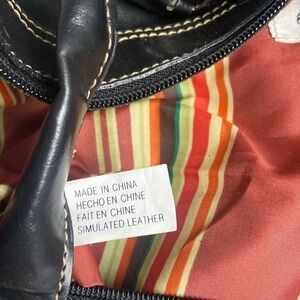 MADE IN CHINA
HECHO EN CHINE
FAIT EN CHINE
SIMULATED LEATHER